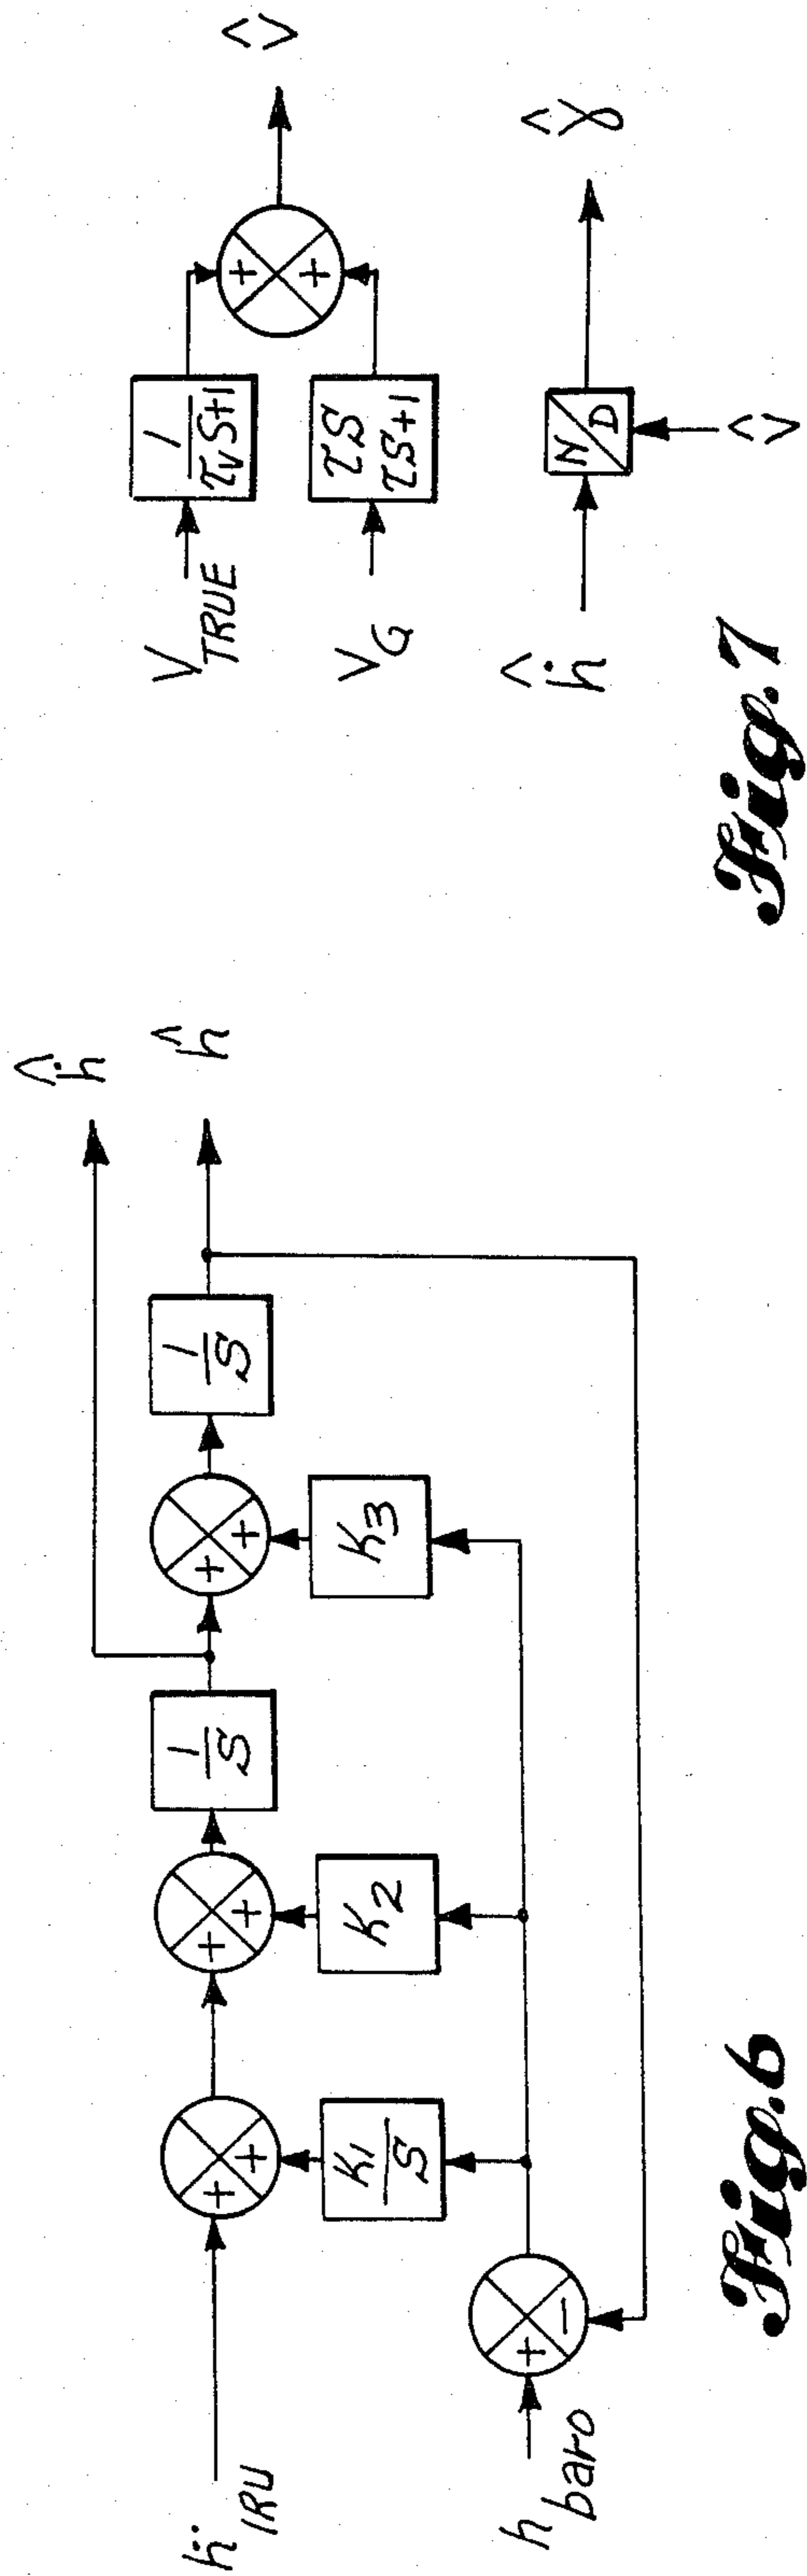 ḧ IRU
h baro
+ +
+ +
+ +
+ −
K₁/S
K₂
K₃
1/S
1/S
ḣ̂
ĥ
Fig. 6
V TRUE
V G
1/(τᵥS+1)
τS/(τS+1)
+ +
V̂
ḣ̂
N/D
V̂
γ̂
Fig. 7